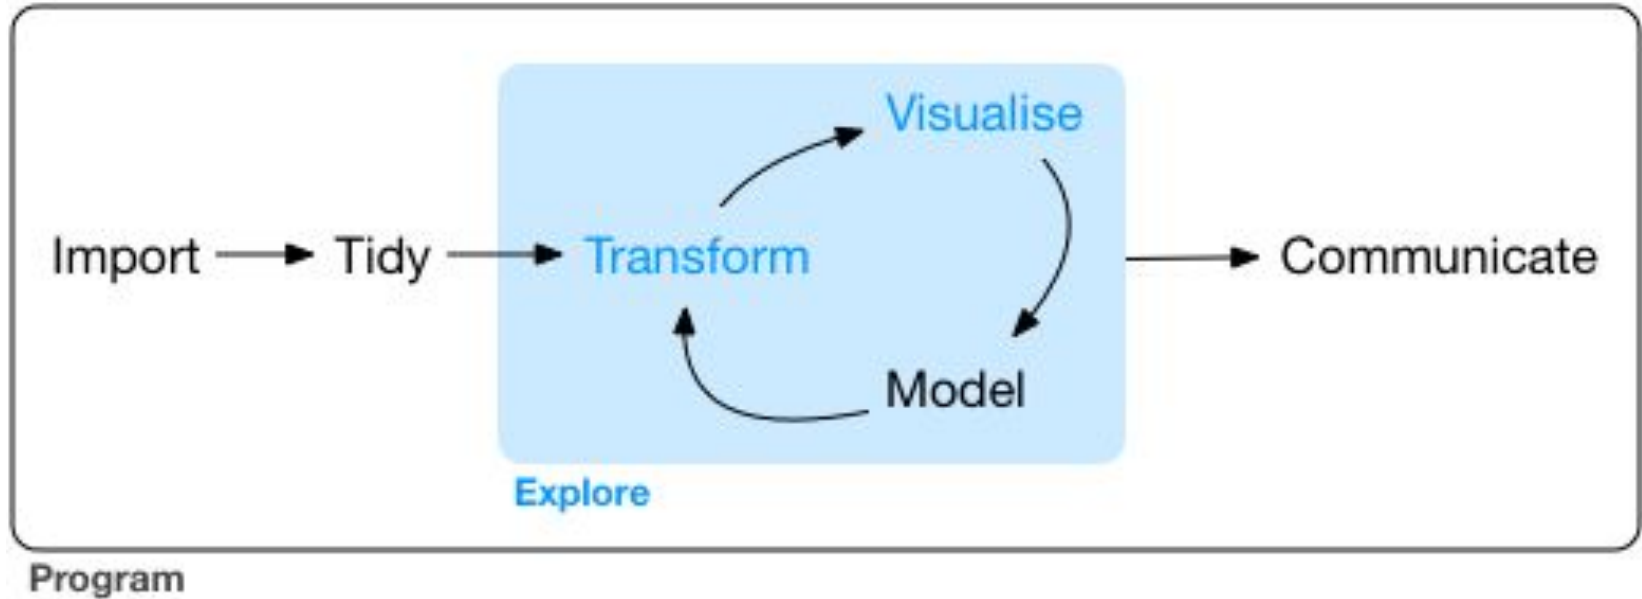 Visualise
Import Tidy Transform Communicate
Model
Explore
Program